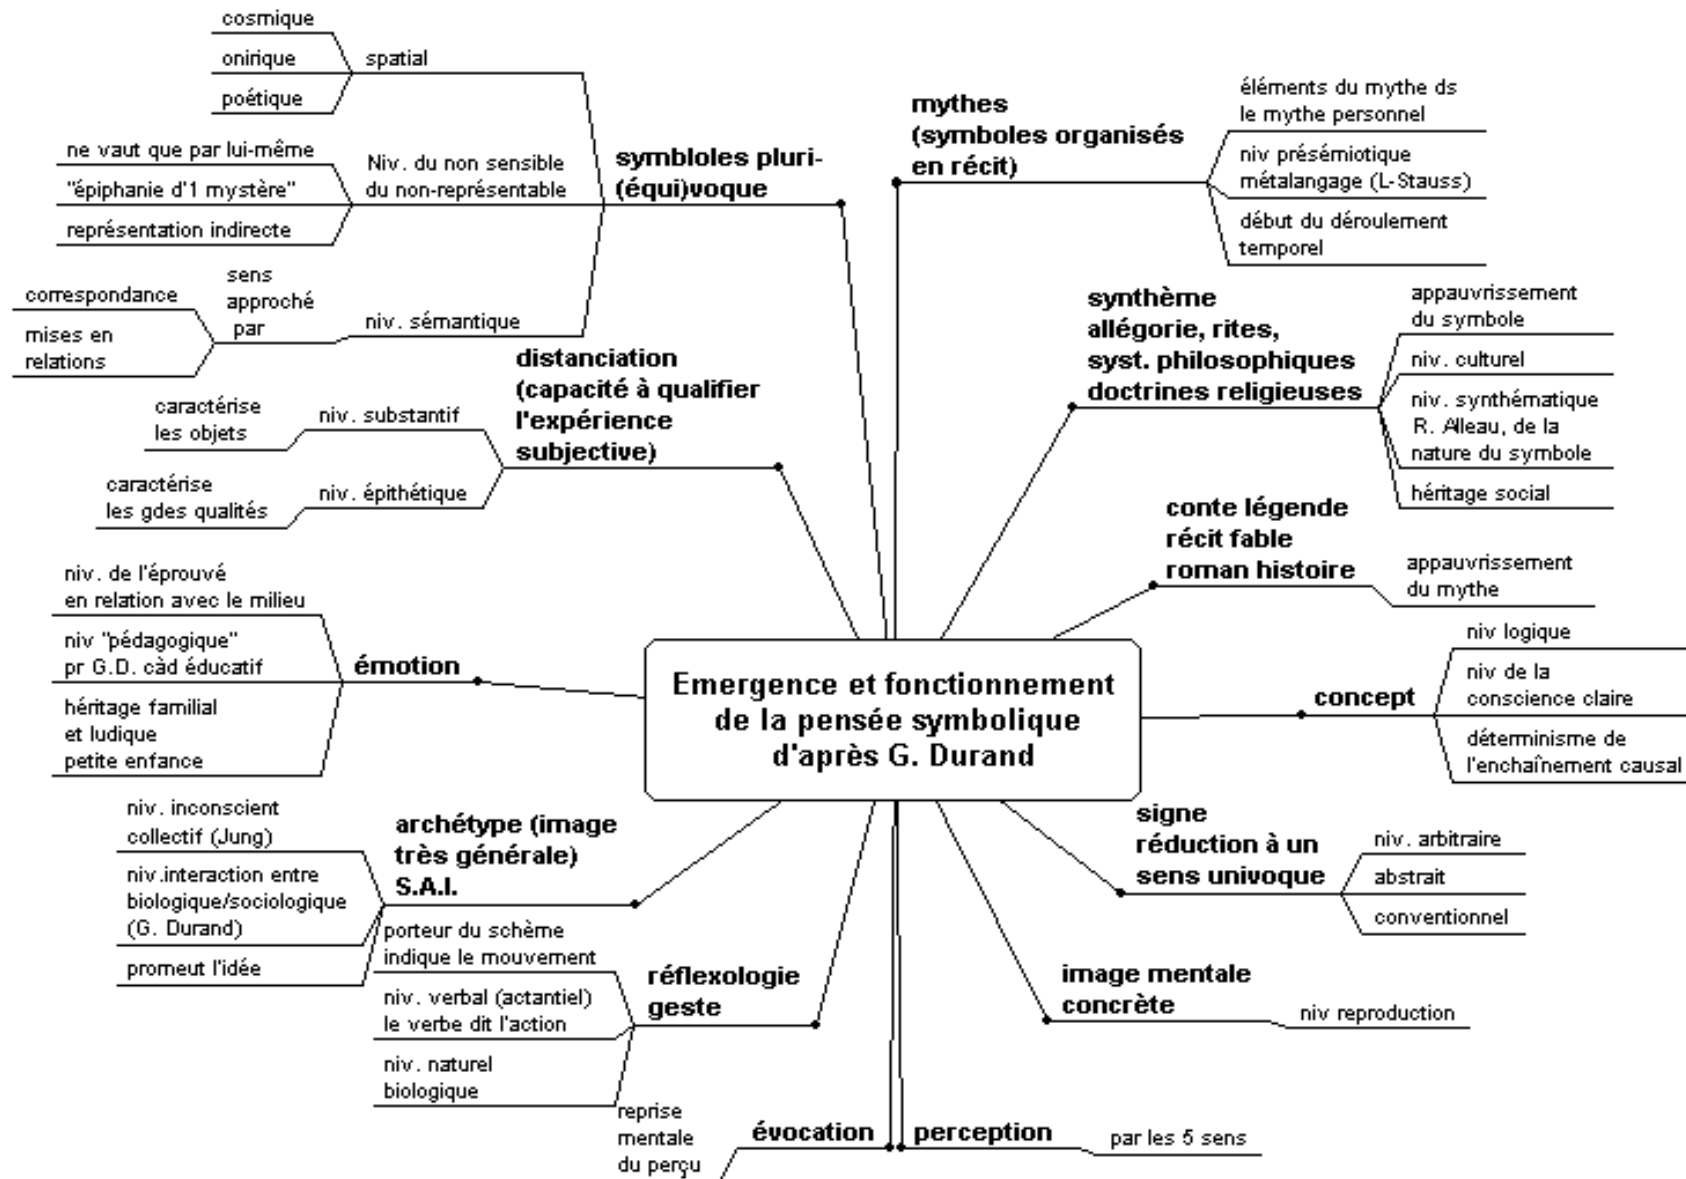 cosmique
onirique
poétique
spatial
ne vaut que par lui-même
"épiphanie d'1 mystère"
représentation indirecte
Niv. du non sensible
du non-représentable
correspondance
mises en
relations
sens
approché
par
niv. sémantique
symbloles pluri-
(équi)voque
caractérise
les objets
niv. substantif
caractérise
les gdes qualités
niv. épithétique
distanciation
(capacité à qualifier
l'expérience
subjective)
niv. de l'éprouvé
en relation avec le milieu
niv "pédagogique"
pr G.D. càd éducatif
héritage familial
et ludique
petite enfance
émotion
niv. inconscient
collectif (Jung)
niv.interaction entre
biologique/sociologique
(G. Durand)
promeut l'idée
archétype (image
très générale)
S.A.I.
porteur du schème
indique le mouvement
niv. verbal (actantiel)
le verbe dit l'action
niv. naturel
biologique
réflexologie
geste
reprise
mentale
du perçu
évocation
Emergence et fonctionnement
de la pensée symbolique
d'après G. Durand
mythes
(symboles organisés
en récit)
éléments du mythe ds
le mythe personnel
niv présémiotique
métalangage (L-Stauss)
début du déroulement
temporel
synthème
allégorie, rites,
syst. philosophiques
doctrines religieuses
appauvrissement
du symbole
niv. culturel
niv. synthématique
R. Alleau, de la
nature du symbole
héritage social
conte légende
récit fable
roman histoire
appauvrissement
du mythe
concept
niv logique
niv de la
conscience claire
déterminisme de
l'enchaînement causal
signe
réduction à un
sens univoque
niv. arbitraire
abstrait
conventionnel
image mentale
concrète
niv reproduction
perception
par les 5 sens